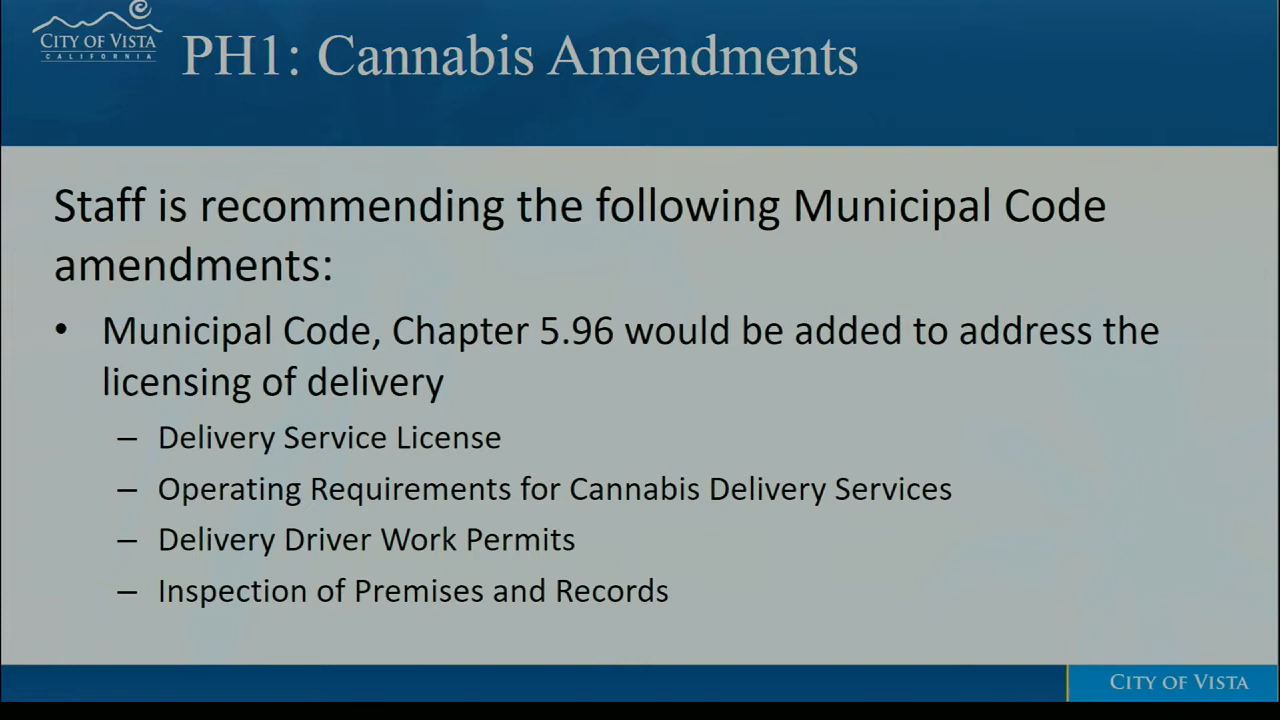 CITY OF VISTA
CALIFORNIA
PH1: Cannabis Amendments
Staff is recommending the following Municipal Code
amendments:
• Municipal Code, Chapter 5.96 would be added to address the
licensing of delivery
– Delivery Service License
– Operating Requirements for Cannabis Delivery Services
– Delivery Driver Work Permits
– Inspection of Premises and Records
CITY OF VISTA